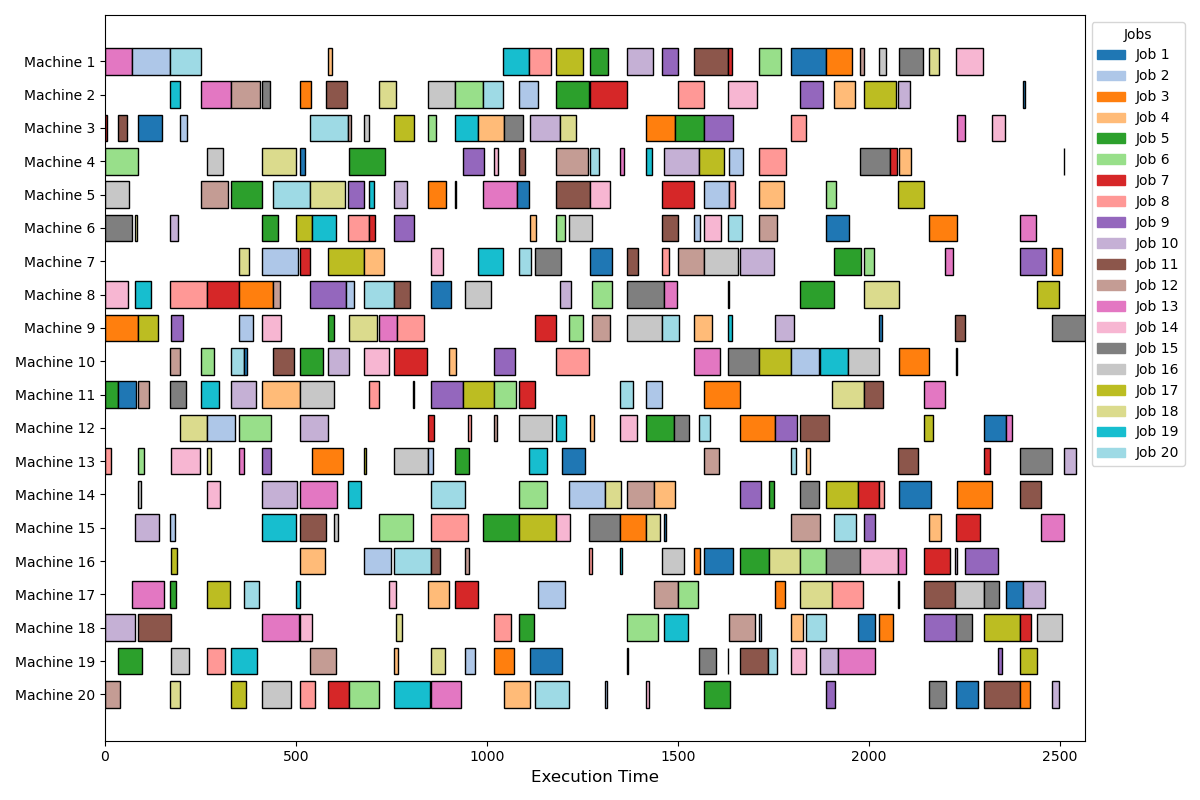 Machine 1
Machine 2
Machine 3
Machine 4
Machine 5
Machine 6
Machine 7
Machine 8
Machine 9
Machine 10
Machine 11
Machine 12
Machine 13
Machine 14
Machine 15
Machine 16
Machine 17
Machine 18
Machine 19
Machine 20
0 500 1000 1500 2000 2500
Execution Time
Jobs
Job 1
Job 2
Job 3
Job 4
Job 5
Job 6
Job 7
Job 8
Job 9
Job 10
Job 11
Job 12
Job 13
Job 14
Job 15
Job 16
Job 17
Job 18
Job 19
Job 20